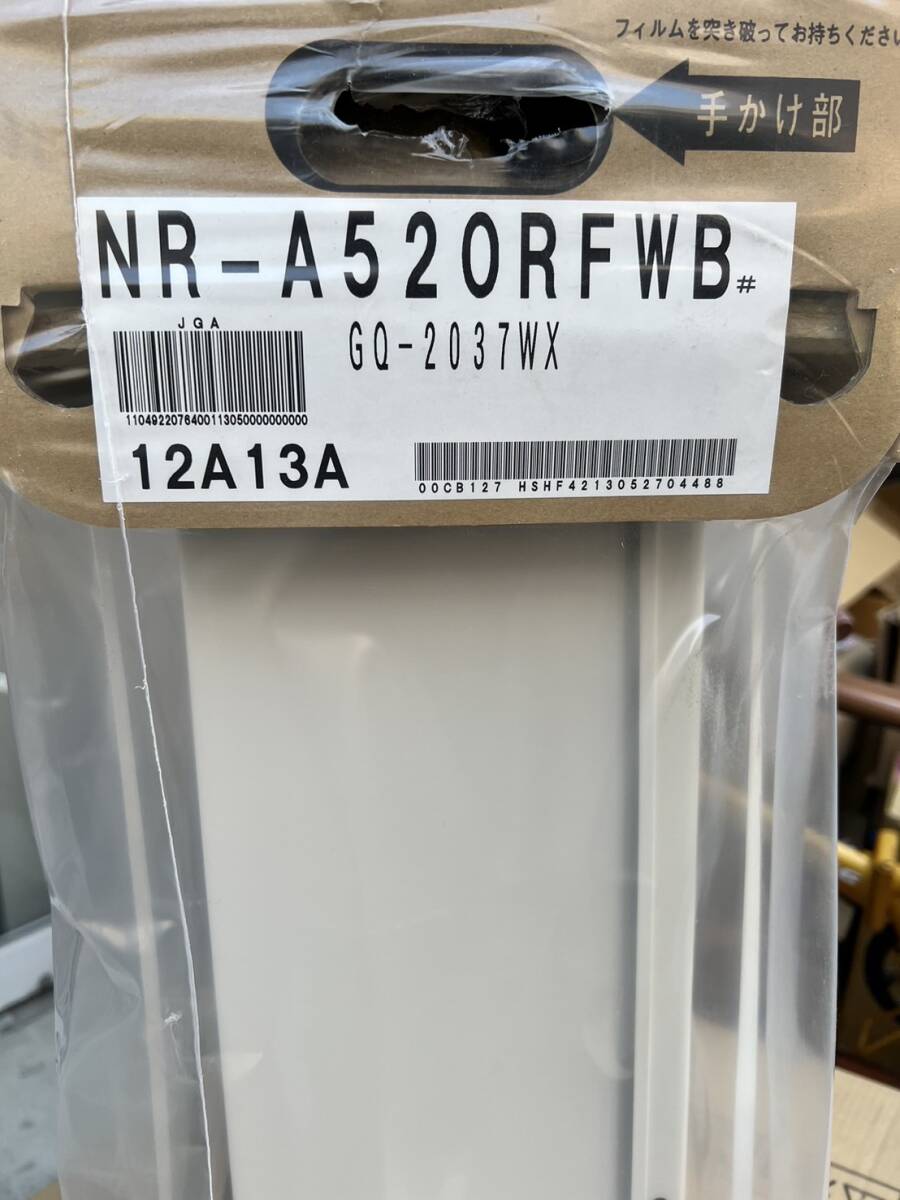 フィルムを突き破ってお持ちください
手かけ部
NR-A520RFWB#
JGA
GQ-2037WX
1104922076400113050000000000
12A13A
00CB127 HSHF4213052704488